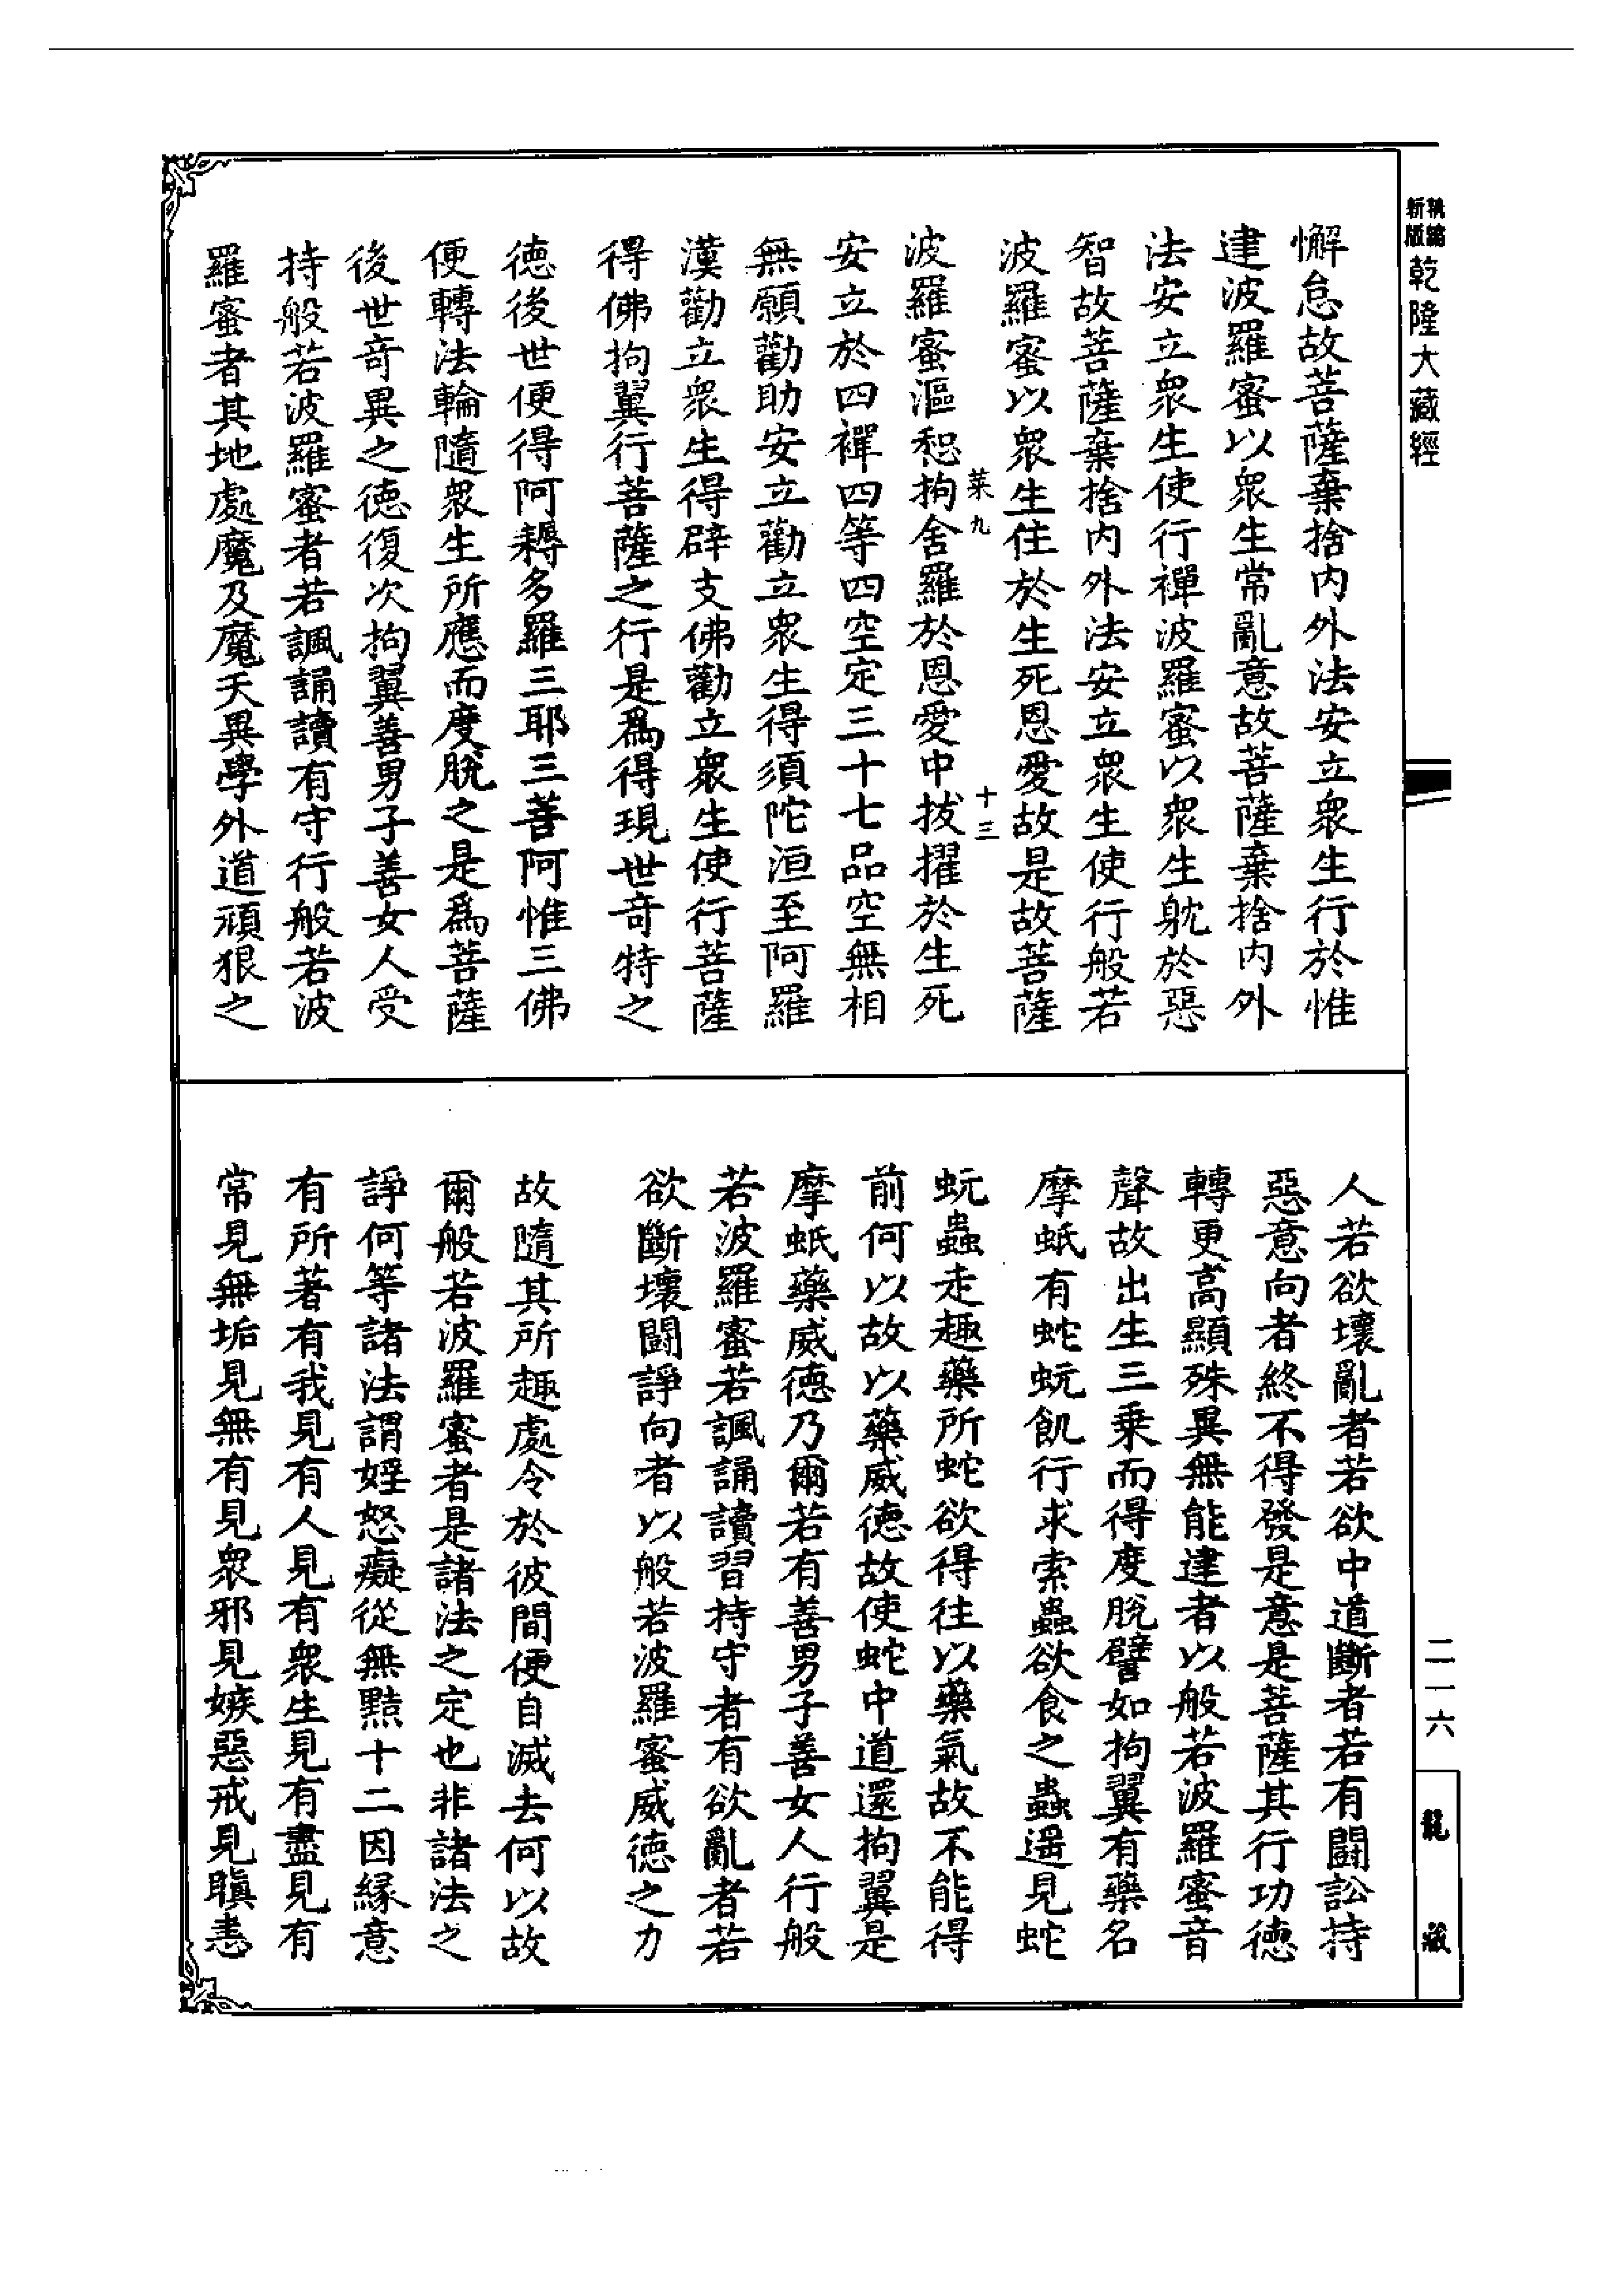 新版
乾隆大藏經
懈怠故菩薩棄捨內外法安立衆生行於惟
建波羅蜜以衆生常亂意故菩薩棄捨內外
法安立衆生使行禪波羅蜜以衆生躭於惡
智故菩薩棄捨內外法安立衆生使行般若
波羅蜜以衆生住於生死恩愛故是故菩薩
菜九
十三
波羅蜜漚惒拘舍羅於恩愛中拔擢於生死
安立於四禪四等四空定三十七品空無相
無願勸助安立勸立衆生得須陀洹至阿羅
漢勸立衆生得辟支佛勸立衆生使行菩薩
得佛拘翼行菩薩之行是爲得現世奇特之
德後世便得阿耨多羅三耶三菩阿惟三佛
便轉法輪隨衆生所應而度脫之是爲菩薩
後世奇異之德復次拘翼善男子善女人受
持般若波羅蜜者若諷誦讀有守行般若波
羅蜜者其地處魔及魔天異學外道頑狠之
人若欲壞亂者若欲中道斷者若有鬪訟持
惡意向者終不得發是意是菩薩其行功德
轉更高顯殊異無能逮者以般若波羅蜜音
聲故出生三乘而得度脫譬如拘翼有藥名
摩蚔有蛇蚖飢行求索蟲欲食之蟲遥見蛇
蚖蟲走趣藥所蛇欲得往以藥氣故不能得
前何以故以藥威德故使蛇中道還拘翼是
摩蚔藥威德乃爾若有善男子善女人行般
若波羅蜜若諷誦讀習持守者有欲亂者若
欲斷壞鬪諍向者以般若波羅蜜威德之力
故隨其所趣處令於彼間便自滅去何以故
爾般若波羅蜜者是諸法之定也非諸法之
諍何等諸法謂婬怒癡從無黠十二因緣意
有所著有我見有人見有衆生見有盡見有
常見無垢見無有見衆邪見嫉惡戒見瞋恚
二一六
龍藏